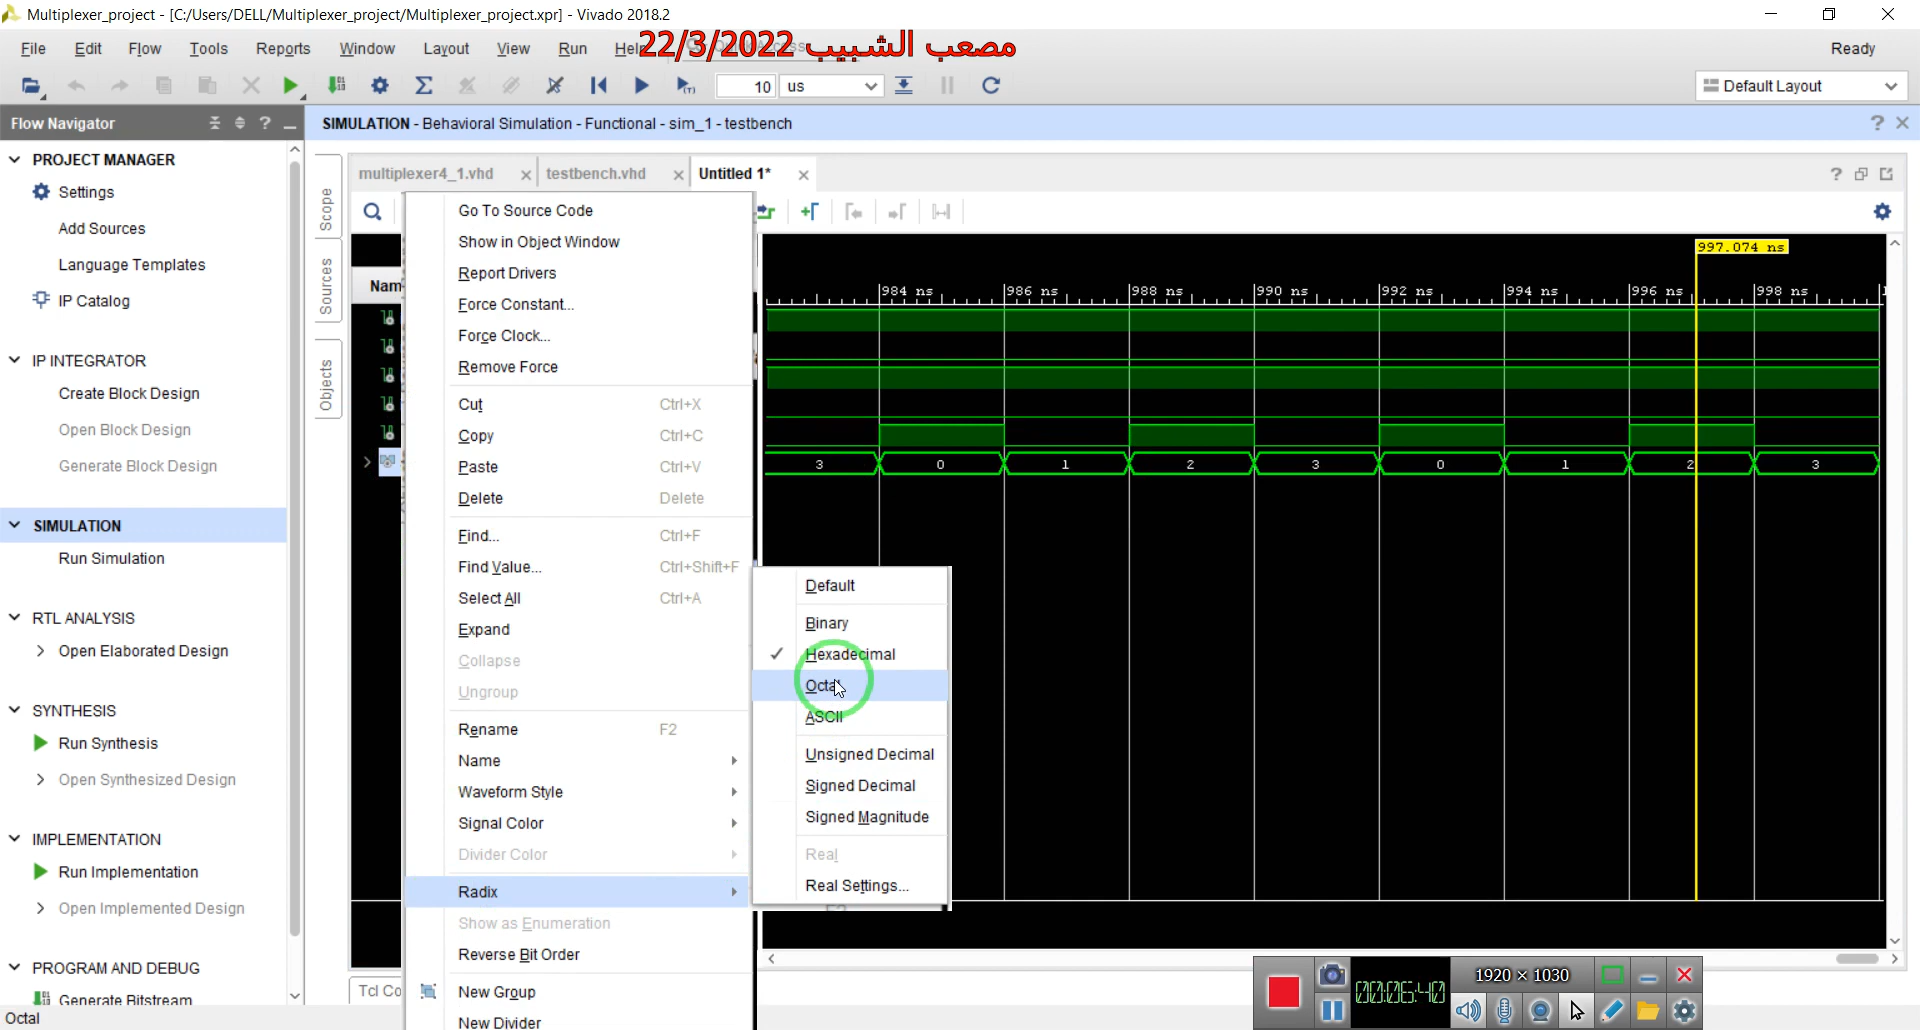 Multiplexer_project - [C:/Users/DELL/Multiplexer_project/Multiplexer_project.xpr] - Vivado 2018.2
File Edit Flow Tools Reports Window Layout View Run Help
مصعب الشبيب 22/3/2022
Ready
10 us
Default Layout
Flow Navigator
SIMULATION - Behavioral Simulation - Functional - sim_1 - testbench
PROJECT MANAGER
Settings
Add Sources
Language Templates
IP Catalog
IP INTEGRATOR
Create Block Design
Open Block Design
Generate Block Design
SIMULATION
Run Simulation
RTL ANALYSIS
Open Elaborated Design
SYNTHESIS
Run Synthesis
Open Synthesized Design
IMPLEMENTATION
Run Implementation
Open Implemented Design
PROGRAM AND DEBUG
Generate Bitstream
Octal
Scope
Sources
Objects
multiplexer4_1.vhd
testbench.vhd
Untitled 1*
Nam
Go To Source Code
Show in Object Window
Report Drivers
Force Constant...
Force Clock...
Remove Force
Cut Ctrl+X
Copy Ctrl+C
Paste Ctrl+V
Delete Delete
Find... Ctrl+F
Find Value... Ctrl+Shift+F
Select All Ctrl+A
Expand
Collapse
Ungroup
Rename F2
Name
Waveform Style
Signal Color
Divider Color
Radix
Show as Enumeration
Reverse Bit Order
New Group
New Divider
Tcl Co
Default
Binary
Hexadecimal
Octal
ASCII
Unsigned Decimal
Signed Decimal
Signed Magnitude
Real
Real Settings...
997.074 ns
984 ns 986 ns 988 ns 990 ns 992 ns 994 ns 996 ns 998 ns
3 0 1 2 3 0 1 2 3
1920 × 1030
00:06:40